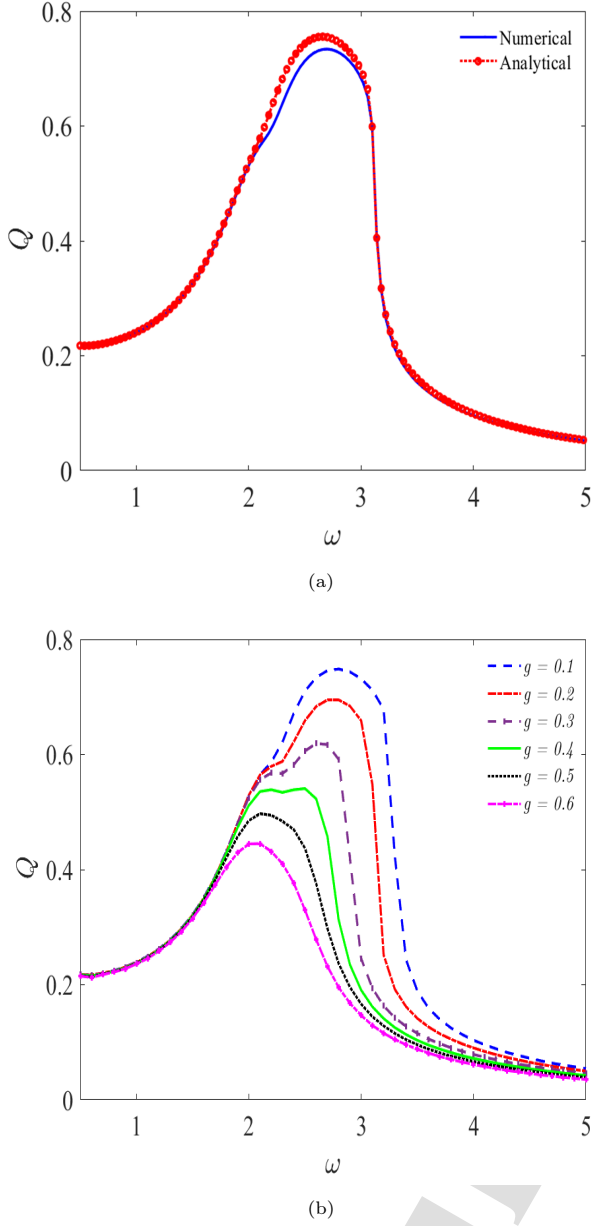 0.8
Numerical
Analytical
0.6
Q
0.4
0.2
0
1 2 3 4 5
ω
(a)
0.8
g = 0.1
g = 0.2
0.6
g = 0.3
g = 0.4
g = 0.5
g = 0.6
Q
0.4
0.2
0
1 2 3 4 5
ω
(b)